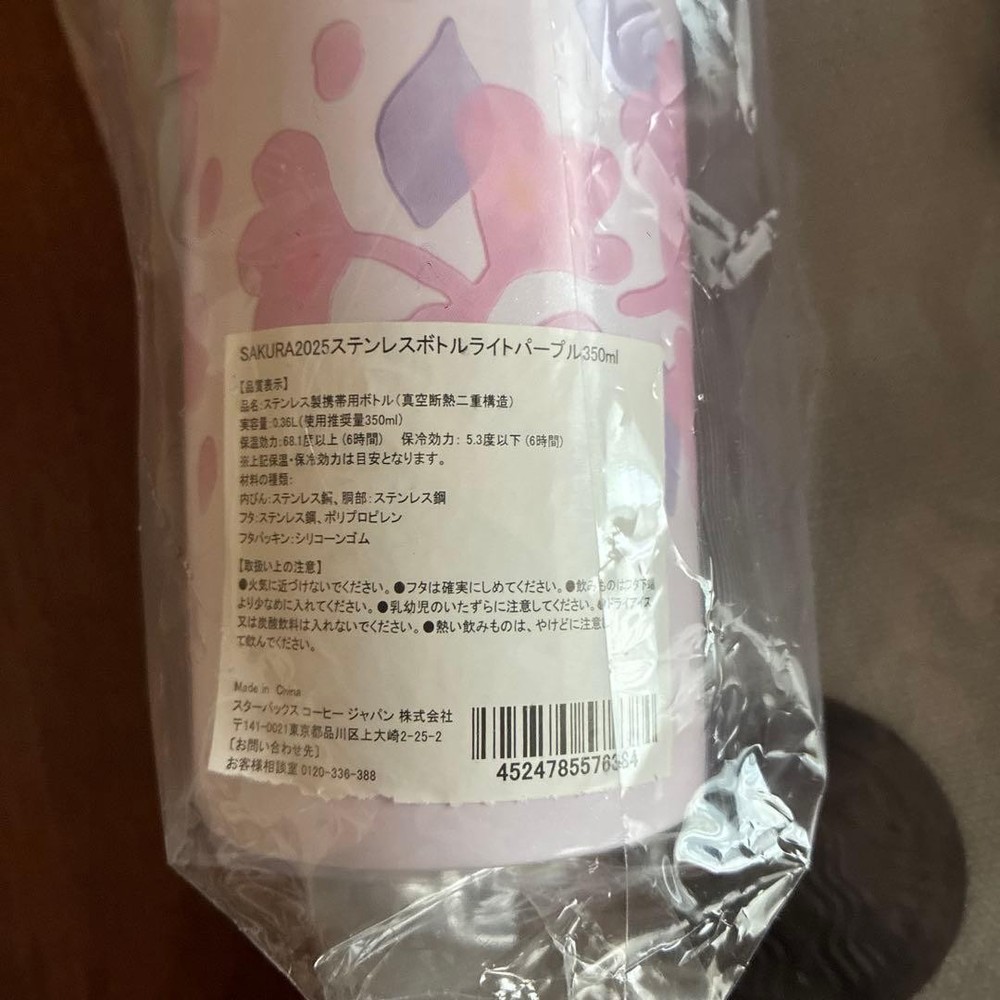 SAKURA2025ステンレスボトルライトパープル350ml
【品質表示】
品名:ステンレス製携帯用ボトル(真空断熱二重構造)
実容量:0.36L(使用推奨量350ml)
保温効力:68.1度以上(6時間) 保冷効力: 5.3度以下(6時間)
※上記保温・保冷効力は目安となります。
材料の種類:
内びん:ステンレス鋼、胴部:ステンレス鋼
フタ:ステンレス鋼、ポリプロピレン
フタパッキン:シリコーンゴム
【取扱い上の注意】
●火気に近づけないでください。●フタは確実にしめてください。●飲みものはフタ下
より少なめに入れてください。●乳幼児のいたずらに注意してください。●ドライアイス
又は炭酸飲料は入れないでください。●熱い飲みものは、やけどに注意し
て飲んでください。
Made in China
スターバックス コーヒー ジャパン 株式会社
〒141-0021東京都品川区上大崎2-25-2
【お問い合わせ先】
お客様相談室 0120-336-388
4524785576384